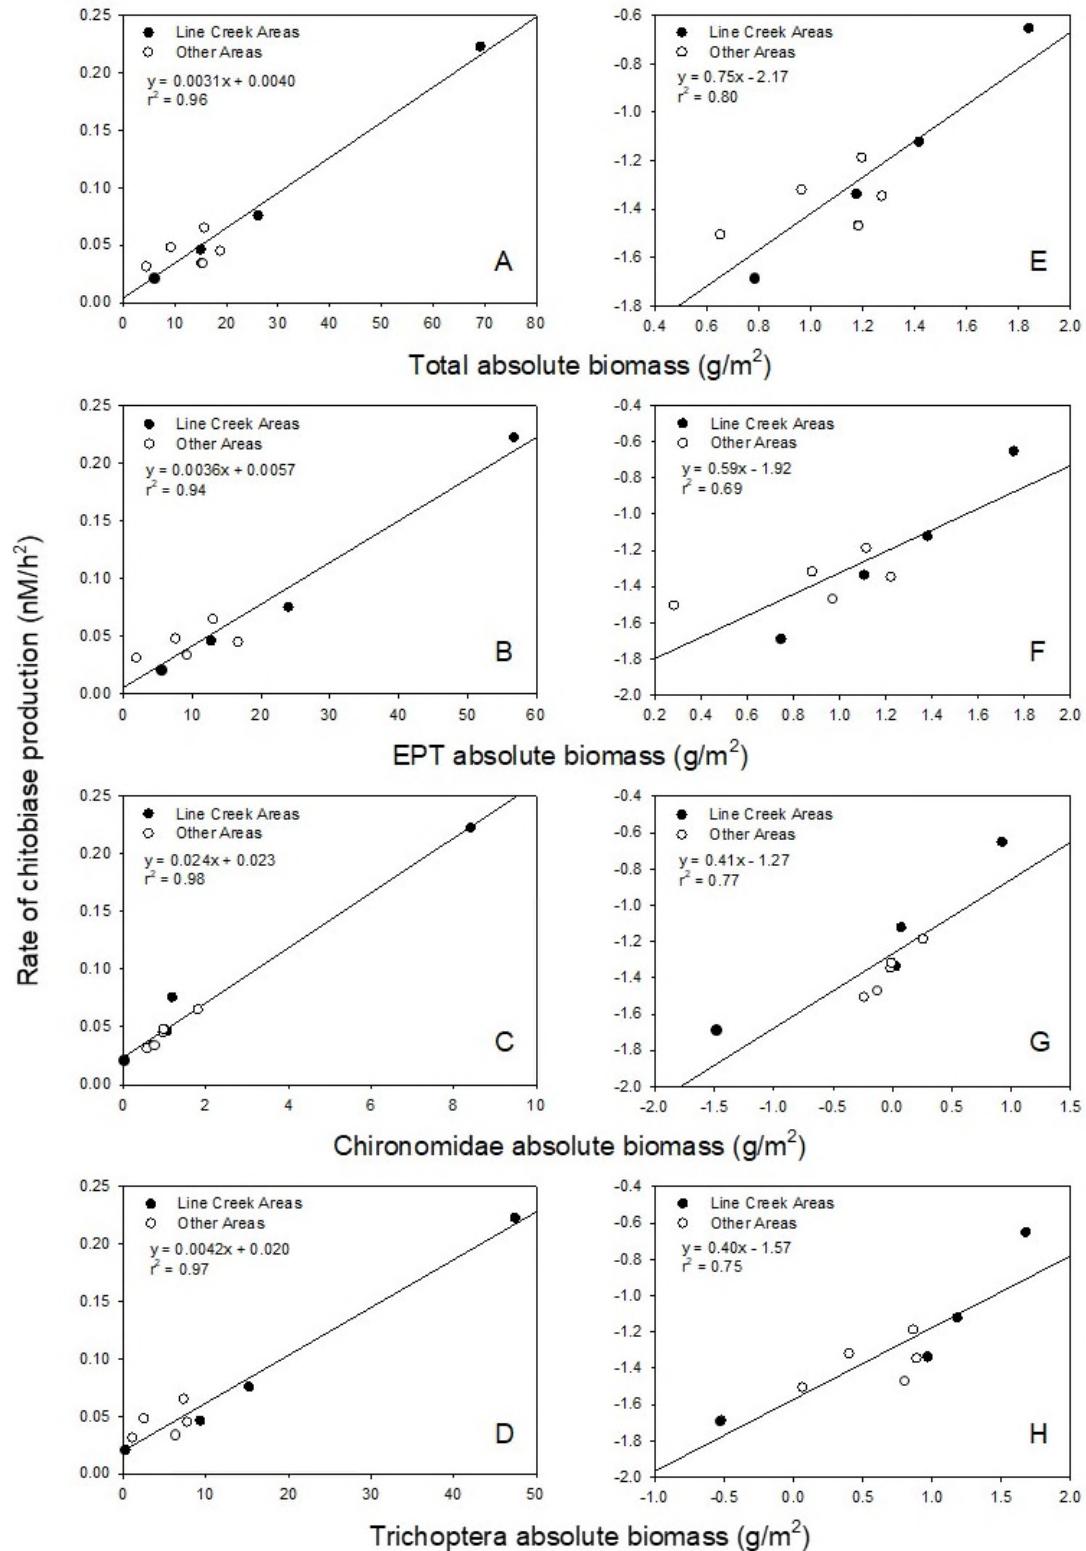 Rate of chitobiase production (nM/h²)
Line Creek Areas
Other Areas
y = 0.0031x + 0.0040
r² = 0.96
0.25
0.20
0.15
0.10
0.05
0.00
A
0 10 20 30 40 50 60 70 80
Line Creek Areas
Other Areas
y = 0.75x - 2.17
r² = 0.80
-0.6
-0.8
-1.0
-1.2
-1.4
-1.6
-1.8
E
0.4 0.6 0.8 1.0 1.2 1.4 1.6 1.8 2.0
Total absolute biomass (g/m²)
Line Creek Areas
Other Areas
y = 0.0036x + 0.0057
r² = 0.94
0.25
0.20
0.15
0.10
0.05
0.00
B
0 10 20 30 40 50 60
Line Creek Areas
Other Areas
y = 0.59x - 1.92
r² = 0.69
-0.4
-0.6
-0.8
-1.0
-1.2
-1.4
-1.6
-1.8
-2.0
F
0.2 0.4 0.6 0.8 1.0 1.2 1.4 1.6 1.8 2.0
EPT absolute biomass (g/m²)
Line Creek Areas
Other Areas
y = 0.024x + 0.023
r² = 0.98
0.25
0.20
0.15
0.10
0.05
0.00
C
0 2 4 6 8 10
Line Creek Areas
Other Areas
y = 0.41x - 1.27
r² = 0.77
-0.4
-0.6
-0.8
-1.0
-1.2
-1.4
-1.6
-1.8
-2.0
G
-2.0 -1.5 -1.0 -0.5 0.0 0.5 1.0 1.5
Chironomidae absolute biomass (g/m²)
Line Creek Areas
Other Areas
y = 0.0042x + 0.020
r² = 0.97
0.25
0.20
0.15
0.10
0.05
0.00
D
0 10 20 30 40 50
Line Creek Areas
Other Areas
y = 0.40x - 1.57
r² = 0.75
-0.4
-0.6
-0.8
-1.0
-1.2
-1.4
-1.6
-1.8
-2.0
H
-1.0 -0.5 0.0 0.5 1.0 1.5 2.0
Trichoptera absolute biomass (g/m²)